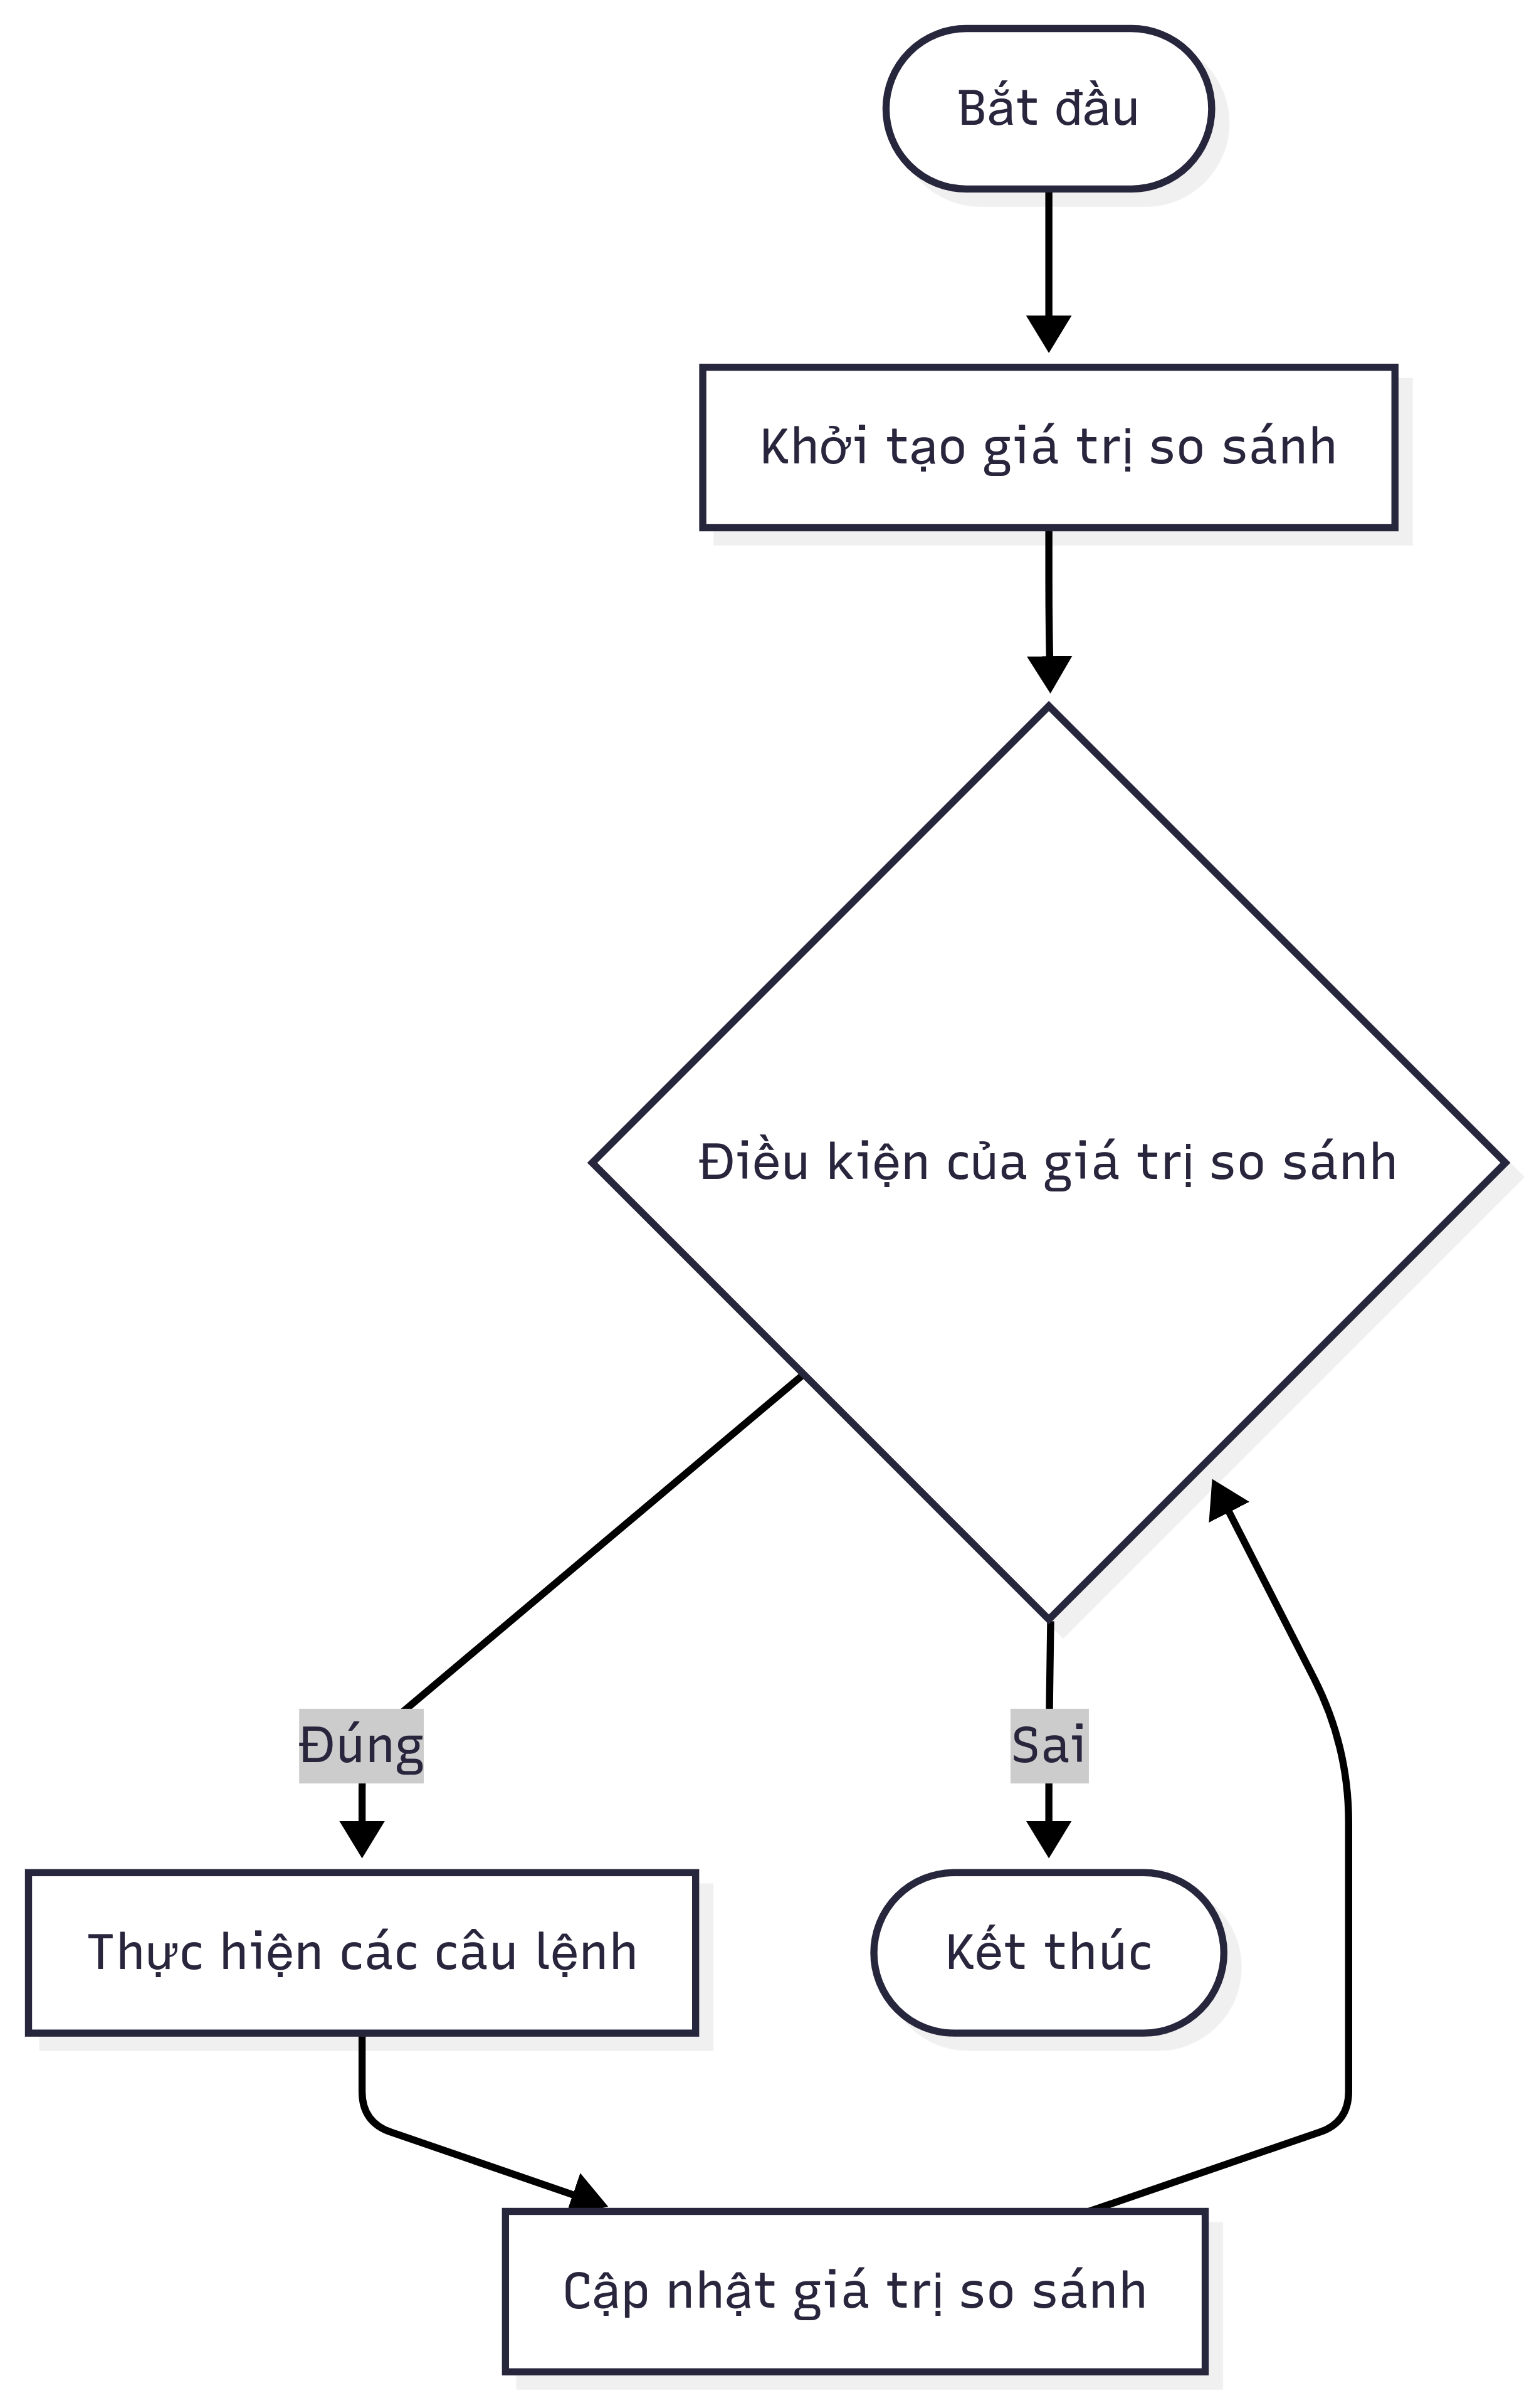 Bắt đầu
Khởi tạo giá trị so sánh
Điều kiện của giá trị so sánh
Đúng
Sai
Thực hiện các câu lệnh
Kết thúc
Cập nhật giá trị so sánh